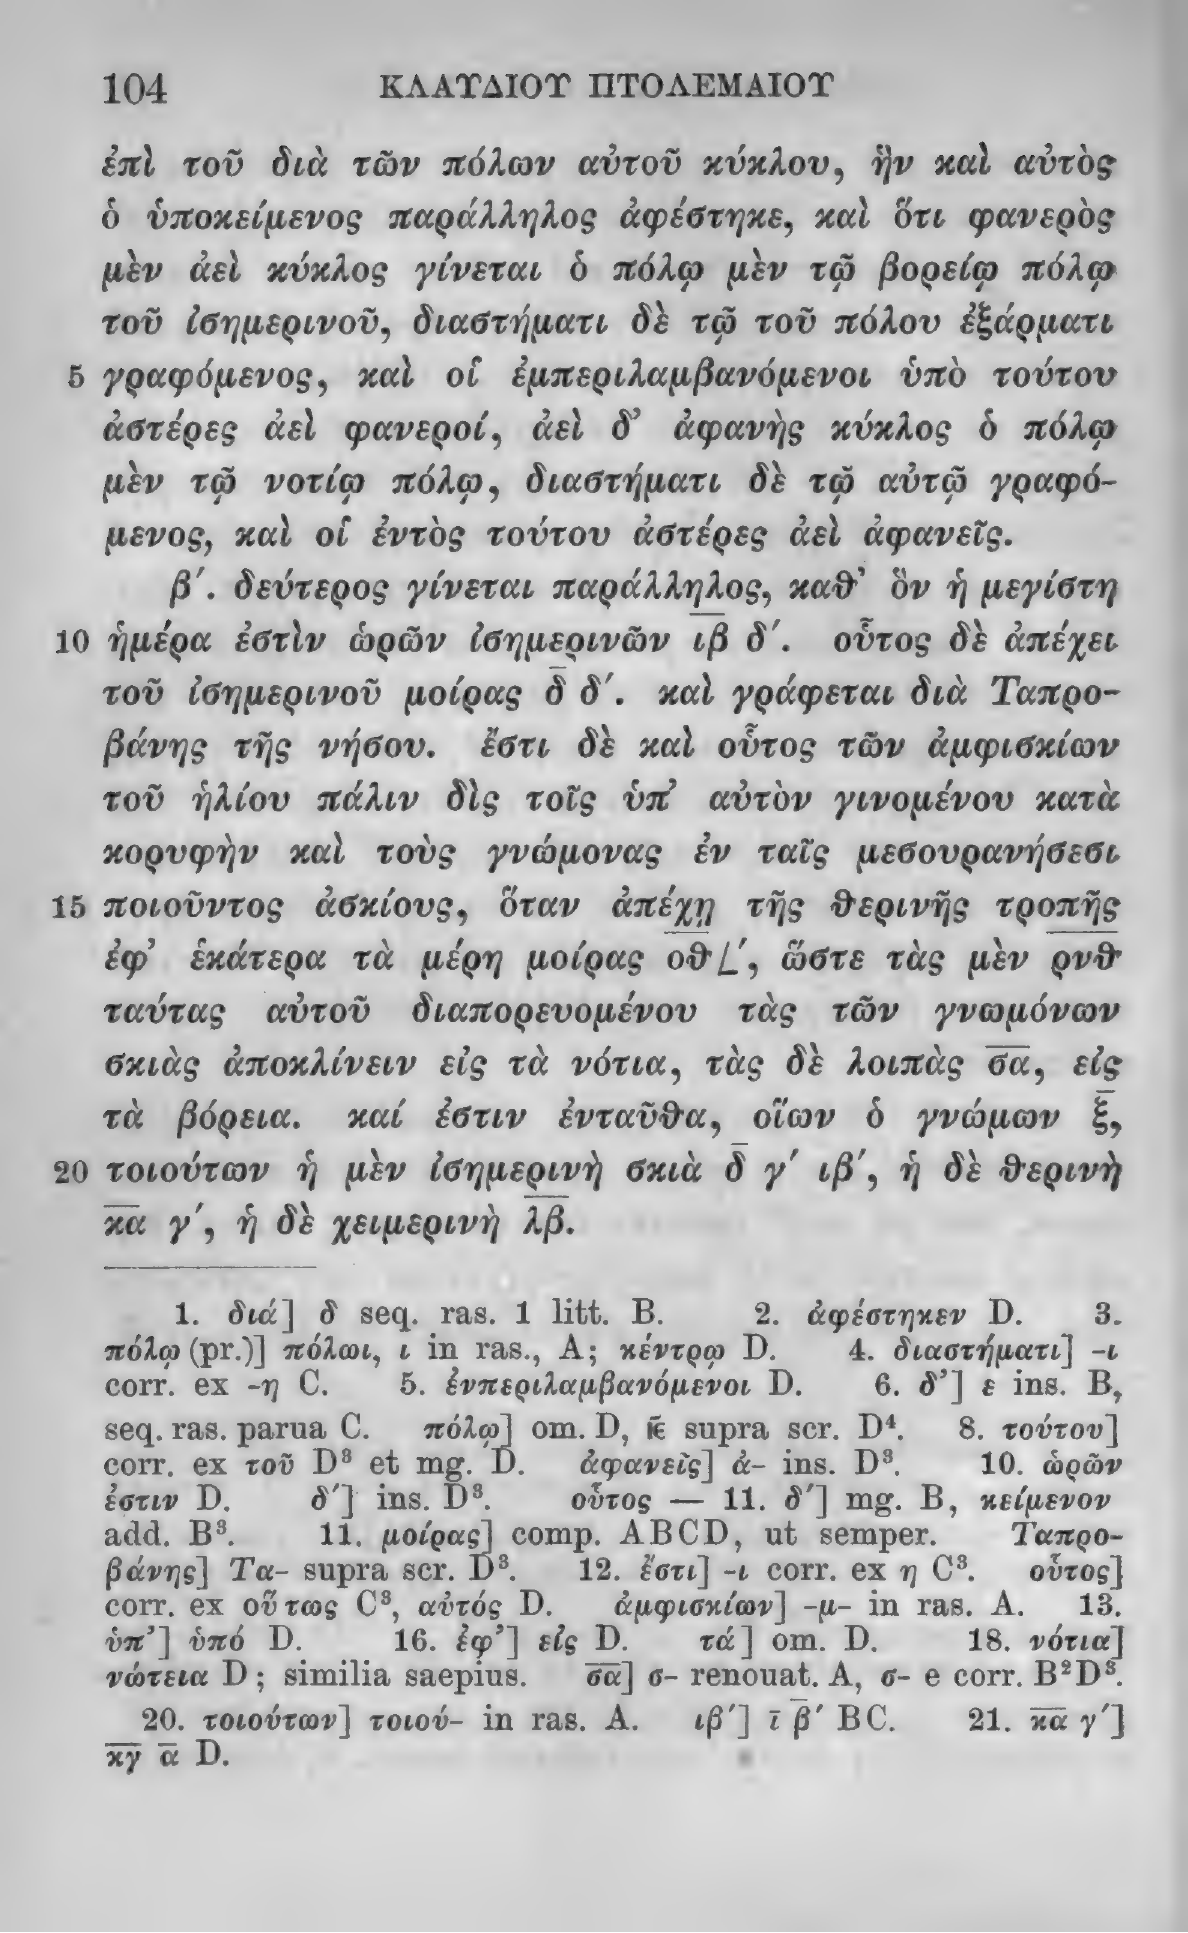 104 ΚΛΑΥΔΙΟΥ ΠΤΟΛΕΜΑΙΟΥ
ἐπὶ τοῦ διὰ τῶν πόλων αὐτοῦ κύκλου, ἣν καὶ αὐτὸς
ὁ ὑποκείμενος παράλληλος ἀφέστηκε, καὶ ὅτι φανερὸς
μὲν ἀεὶ κύκλος γίνεται ὁ πόλῳ μὲν τῷ βορείῳ πόλῳ
τοῦ ἰσημερινοῦ, διαστήματι δὲ τῷ τοῦ πόλου ἐξάρματι
5 γραφόμενος, καὶ οἱ ἐμπεριλαμβανόμενοι ὑπὸ τούτου
ἀστέρες ἀεὶ φανεροί, ἀεὶ δ’ ἀφανὴς κύκλος ὁ πόλῳ
μὲν τῷ νοτίῳ πόλῳ, διαστήματι δὲ τῷ αὐτῷ γραφό-
μενος, καὶ οἱ ἐντὸς τούτου ἀστέρες ἀεὶ ἀφανεῖς.
β′. δεύτερος γίνεται παράλληλος, καθ’ ὃν ἡ μεγίστη
10 ἡμέρα ἐστὶν ὡρῶν ἰσημερινῶν ι̅β̅ δ′. οὗτος δὲ ἀπέχει
τοῦ ἰσημερινοῦ μοίρας δ̅ δ′. καὶ γράφεται διὰ Ταπρο-
βάνης τῆς νήσου. ἔστι δὲ καὶ οὗτος τῶν ἀμφισκίων
τοῦ ἡλίου πάλιν δὶς τοῖς ὑπ’ αὐτὸν γινομένου κατὰ
κορυφὴν καὶ τοὺς γνώμονας ἐν ταῖς μεσουρανήσεσι
15 ποιοῦντος ἀσκίους, ὅταν ἀπέχῃ τῆς θερινῆς τροπῆς
ἐφ’ ἑκάτερα τὰ μέρη μοίρας ο̅θ̅ ∠′, ὥστε τὰς μὲν ρ̅ν̅θ̅
ταύτας αὐτοῦ διαπορευομένου τὰς τῶν γνωμόνων
σκιὰς ἀποκλίνειν εἰς τὰ νότια, τὰς δὲ λοιπὰς σ̅α̅, εἰς
τὰ βόρεια. καί ἐστιν ἐνταῦθα, οἵων ὁ γνώμων ξ̅,
20 τοιούτων ἡ μὲν ἰσημερινὴ σκιὰ δ̅ γ′ ιβ′, ἡ δὲ θερινὴ
κ̅α̅ γ′, ἡ δὲ χειμερινὴ λ̅β̅.
1. διά] δ seq. ras. 1 litt. B. 2. ἀφέστηκεν D. 3.
πόλῳ (pr.)] πόλωι, ι in ras., A; κέντρῳ D. 4. διαστήματι] -ι
corr. ex -η C. 5. ἐνπεριλαμβανόμενοι D. 6. δ’] ε ins. B,
seq. ras. parua C. πόλῳ] om. D, supra scr. D⁴. 8. τούτου]
corr. ex τοῦ D³ et mg. D. ἀφανεῖς] ἀ- ins. D³. 10. ὡρῶν
ἐστιν D. δ′] ins. D³. οὗτος — 11. δ′] mg. B, κείμενον
add. B³. 11. μοίρας] comp. ABCD, ut semper. Ταπρο-
βάνης] Τα- supra scr. D³. 12. ἔστι] -ι corr. ex η C³. οὗτος]
corr. ex οὕτως C³, αὐτός D. ἀμφισκίων] -μ- in ras. A. 13.
ὑπ’] ὑπό D. 16. ἐφ’] εἰς D. τά] om. D. 18. νότια]
νώτεια D; similia saepius. σ̅α̅] σ- renouat. A, σ- e corr. B²D³.
20. τοιούτων] τοιού- in ras. A. ιβ′] ι̅ β̅′ BC. 21. κ̅α̅ γ′]
κ̅γ̅ α̅ D.